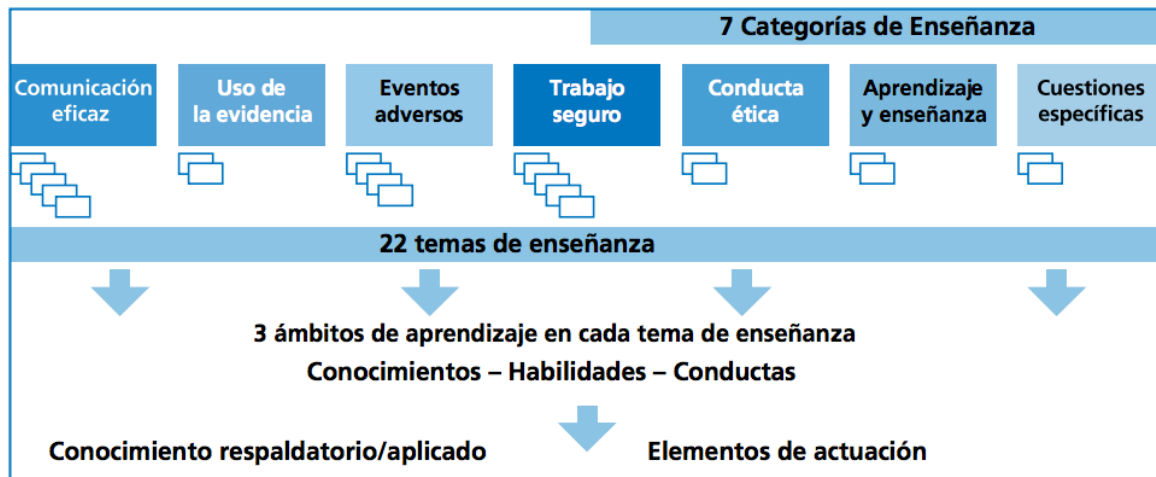 7 Categorías de Enseñanza
Comunicación
eficaz
Uso de
la evidencia
Eventos
adversos
Trabajo
seguro
Conducta
ética
Aprendizaje
y enseñanza
Cuestiones
específicas
22 temas de enseñanza
3 ámbitos de aprendizaje en cada tema de enseñanza
Conocimientos – Habilidades – Conductas
Conocimiento respaldatorio/aplicado
Elementos de actuación